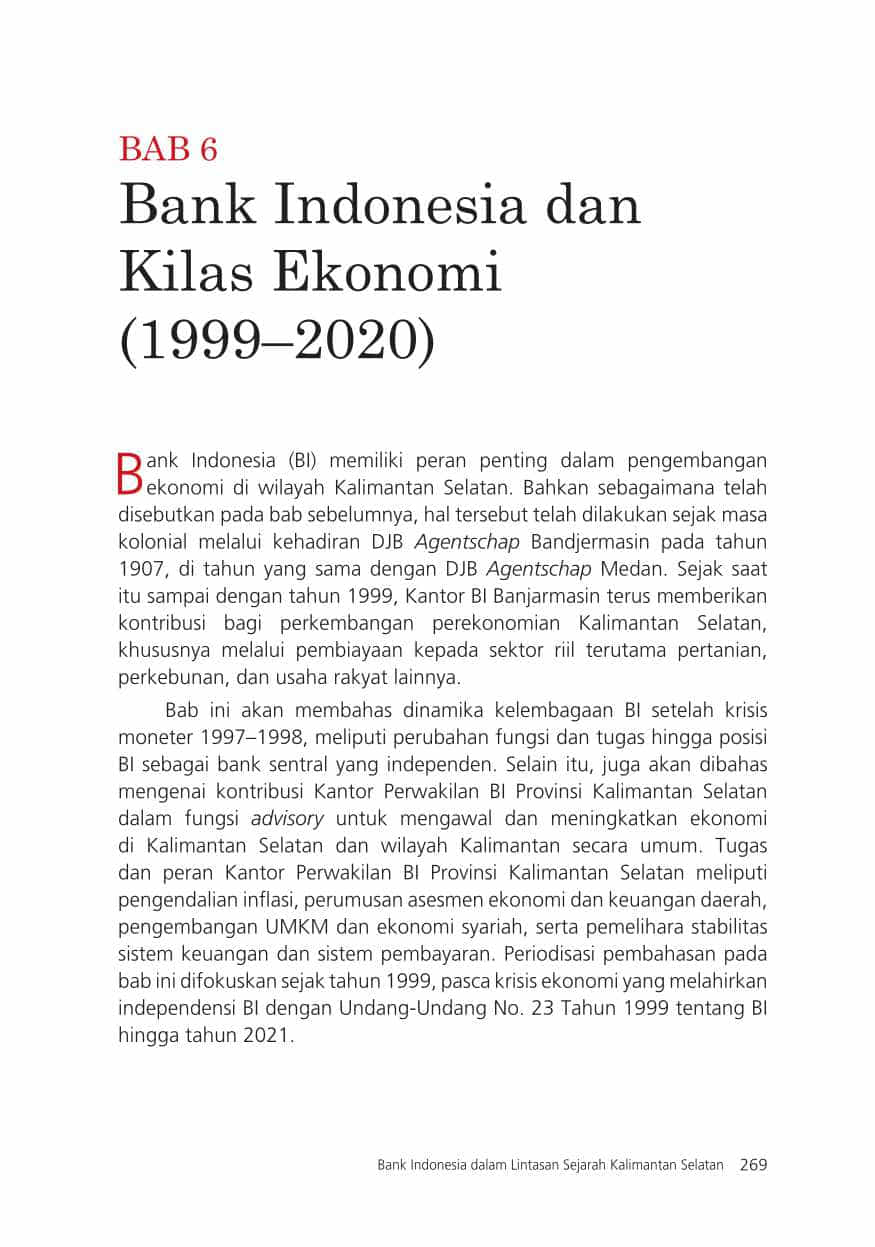 BAB 6
Bank Indonesia dan
Kilas Ekonomi
(1999–2020)
Bank Indonesia (BI) memiliki peran penting dalam pengembangan
ekonomi di wilayah Kalimantan Selatan. Bahkan sebagaimana telah
disebutkan pada bab sebelumnya, hal tersebut telah dilakukan sejak masa
kolonial melalui kehadiran DJB Agentschap Bandjermasin pada tahun
1907, di tahun yang sama dengan DJB Agentschap Medan. Sejak saat
itu sampai dengan tahun 1999, Kantor BI Banjarmasin terus memberikan
kontribusi bagi perkembangan perekonomian Kalimantan Selatan,
khususnya melalui pembiayaan kepada sektor riil terutama pertanian,
perkebunan, dan usaha rakyat lainnya.
Bab ini akan membahas dinamika kelembagaan BI setelah krisis
moneter 1997–1998, meliputi perubahan fungsi dan tugas hingga posisi
BI sebagai bank sentral yang independen. Selain itu, juga akan dibahas
mengenai kontribusi Kantor Perwakilan BI Provinsi Kalimantan Selatan
dalam fungsi advisory untuk mengawal dan meningkatkan ekonomi
di Kalimantan Selatan dan wilayah Kalimantan secara umum. Tugas
dan peran Kantor Perwakilan BI Provinsi Kalimantan Selatan meliputi
pengendalian inflasi, perumusan asesmen ekonomi dan keuangan daerah,
pengembangan UMKM dan ekonomi syariah, serta pemelihara stabilitas
sistem keuangan dan sistem pembayaran. Periodisasi pembahasan pada
bab ini difokuskan sejak tahun 1999, pasca krisis ekonomi yang melahirkan
independensi BI dengan Undang-Undang No. 23 Tahun 1999 tentang BI
hingga tahun 2021.
Bank Indonesia dalam Lintasan Sejarah Kalimantan Selatan 269